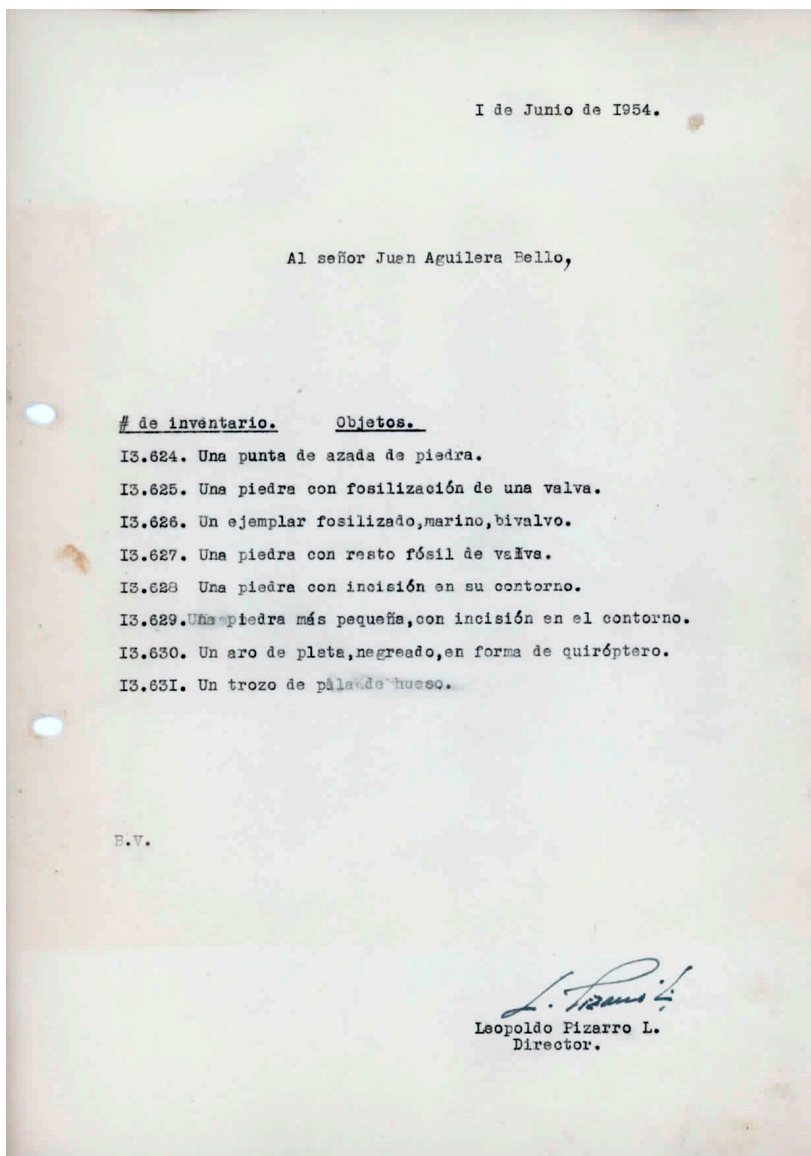 I de Junio de I954.
Al señor Juan Aguilera Bello,
# de inventario. Objetos.
I3.624. Una punta de azada de piedra.
I3.625. Una piedra con fosilización de una valva.
I3.626. Un ejemplar fosilizado,marino,bivalvo.
I3.627. Una piedra con resto fósil de valva.
I3.628 Una piedra con incisión en su contorno.
I3.629.Una piedra más pequeña,con incisión en el contorno.
I3.630. Un aro de plata,negreado,en forma de quiróptero.
I3.63I. Un trozo de pala de hueso.
B.V.
L. Pizarro L.
Leopoldo Pizarro L.
Director.